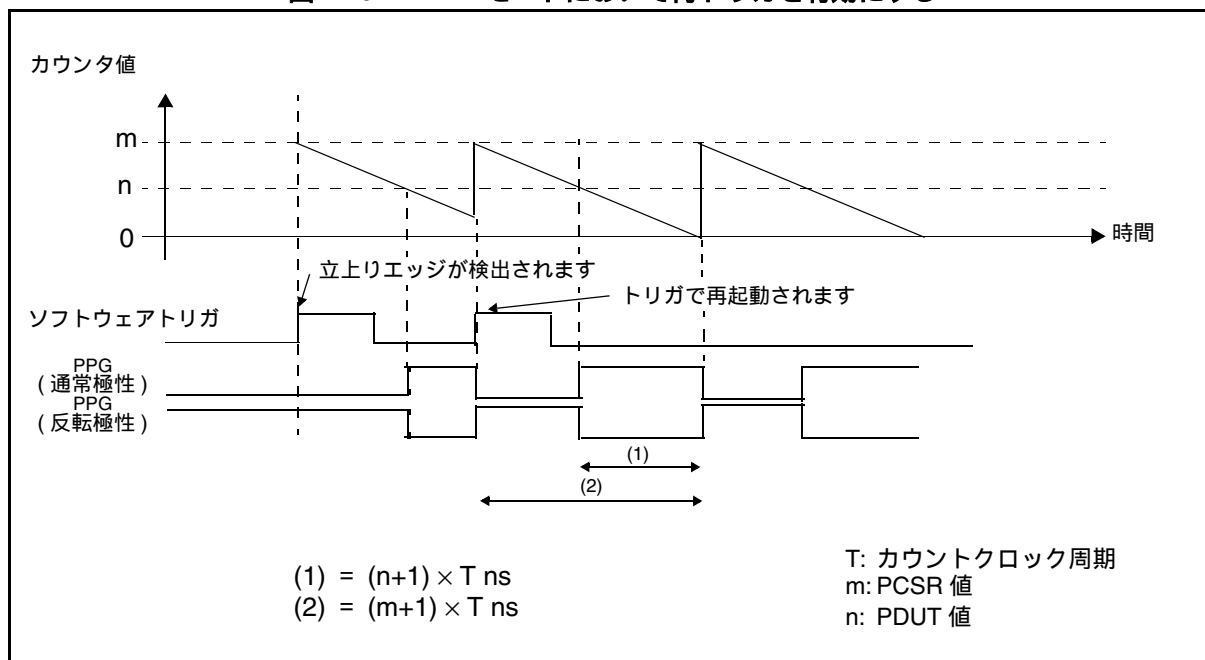 カウンタ値
m
n
0
時間
立上りエッジが検出されます
トリガで再起動されます
ソフトウェアトリガ
PPG
( 通常極性 )
PPG
( 反転極性 )
(1)
(2)
(1) = (n+1) × T ns
(2) = (m+1) × T ns
T: カウントクロック周期
m: PCSR 値
n: PDUT 値